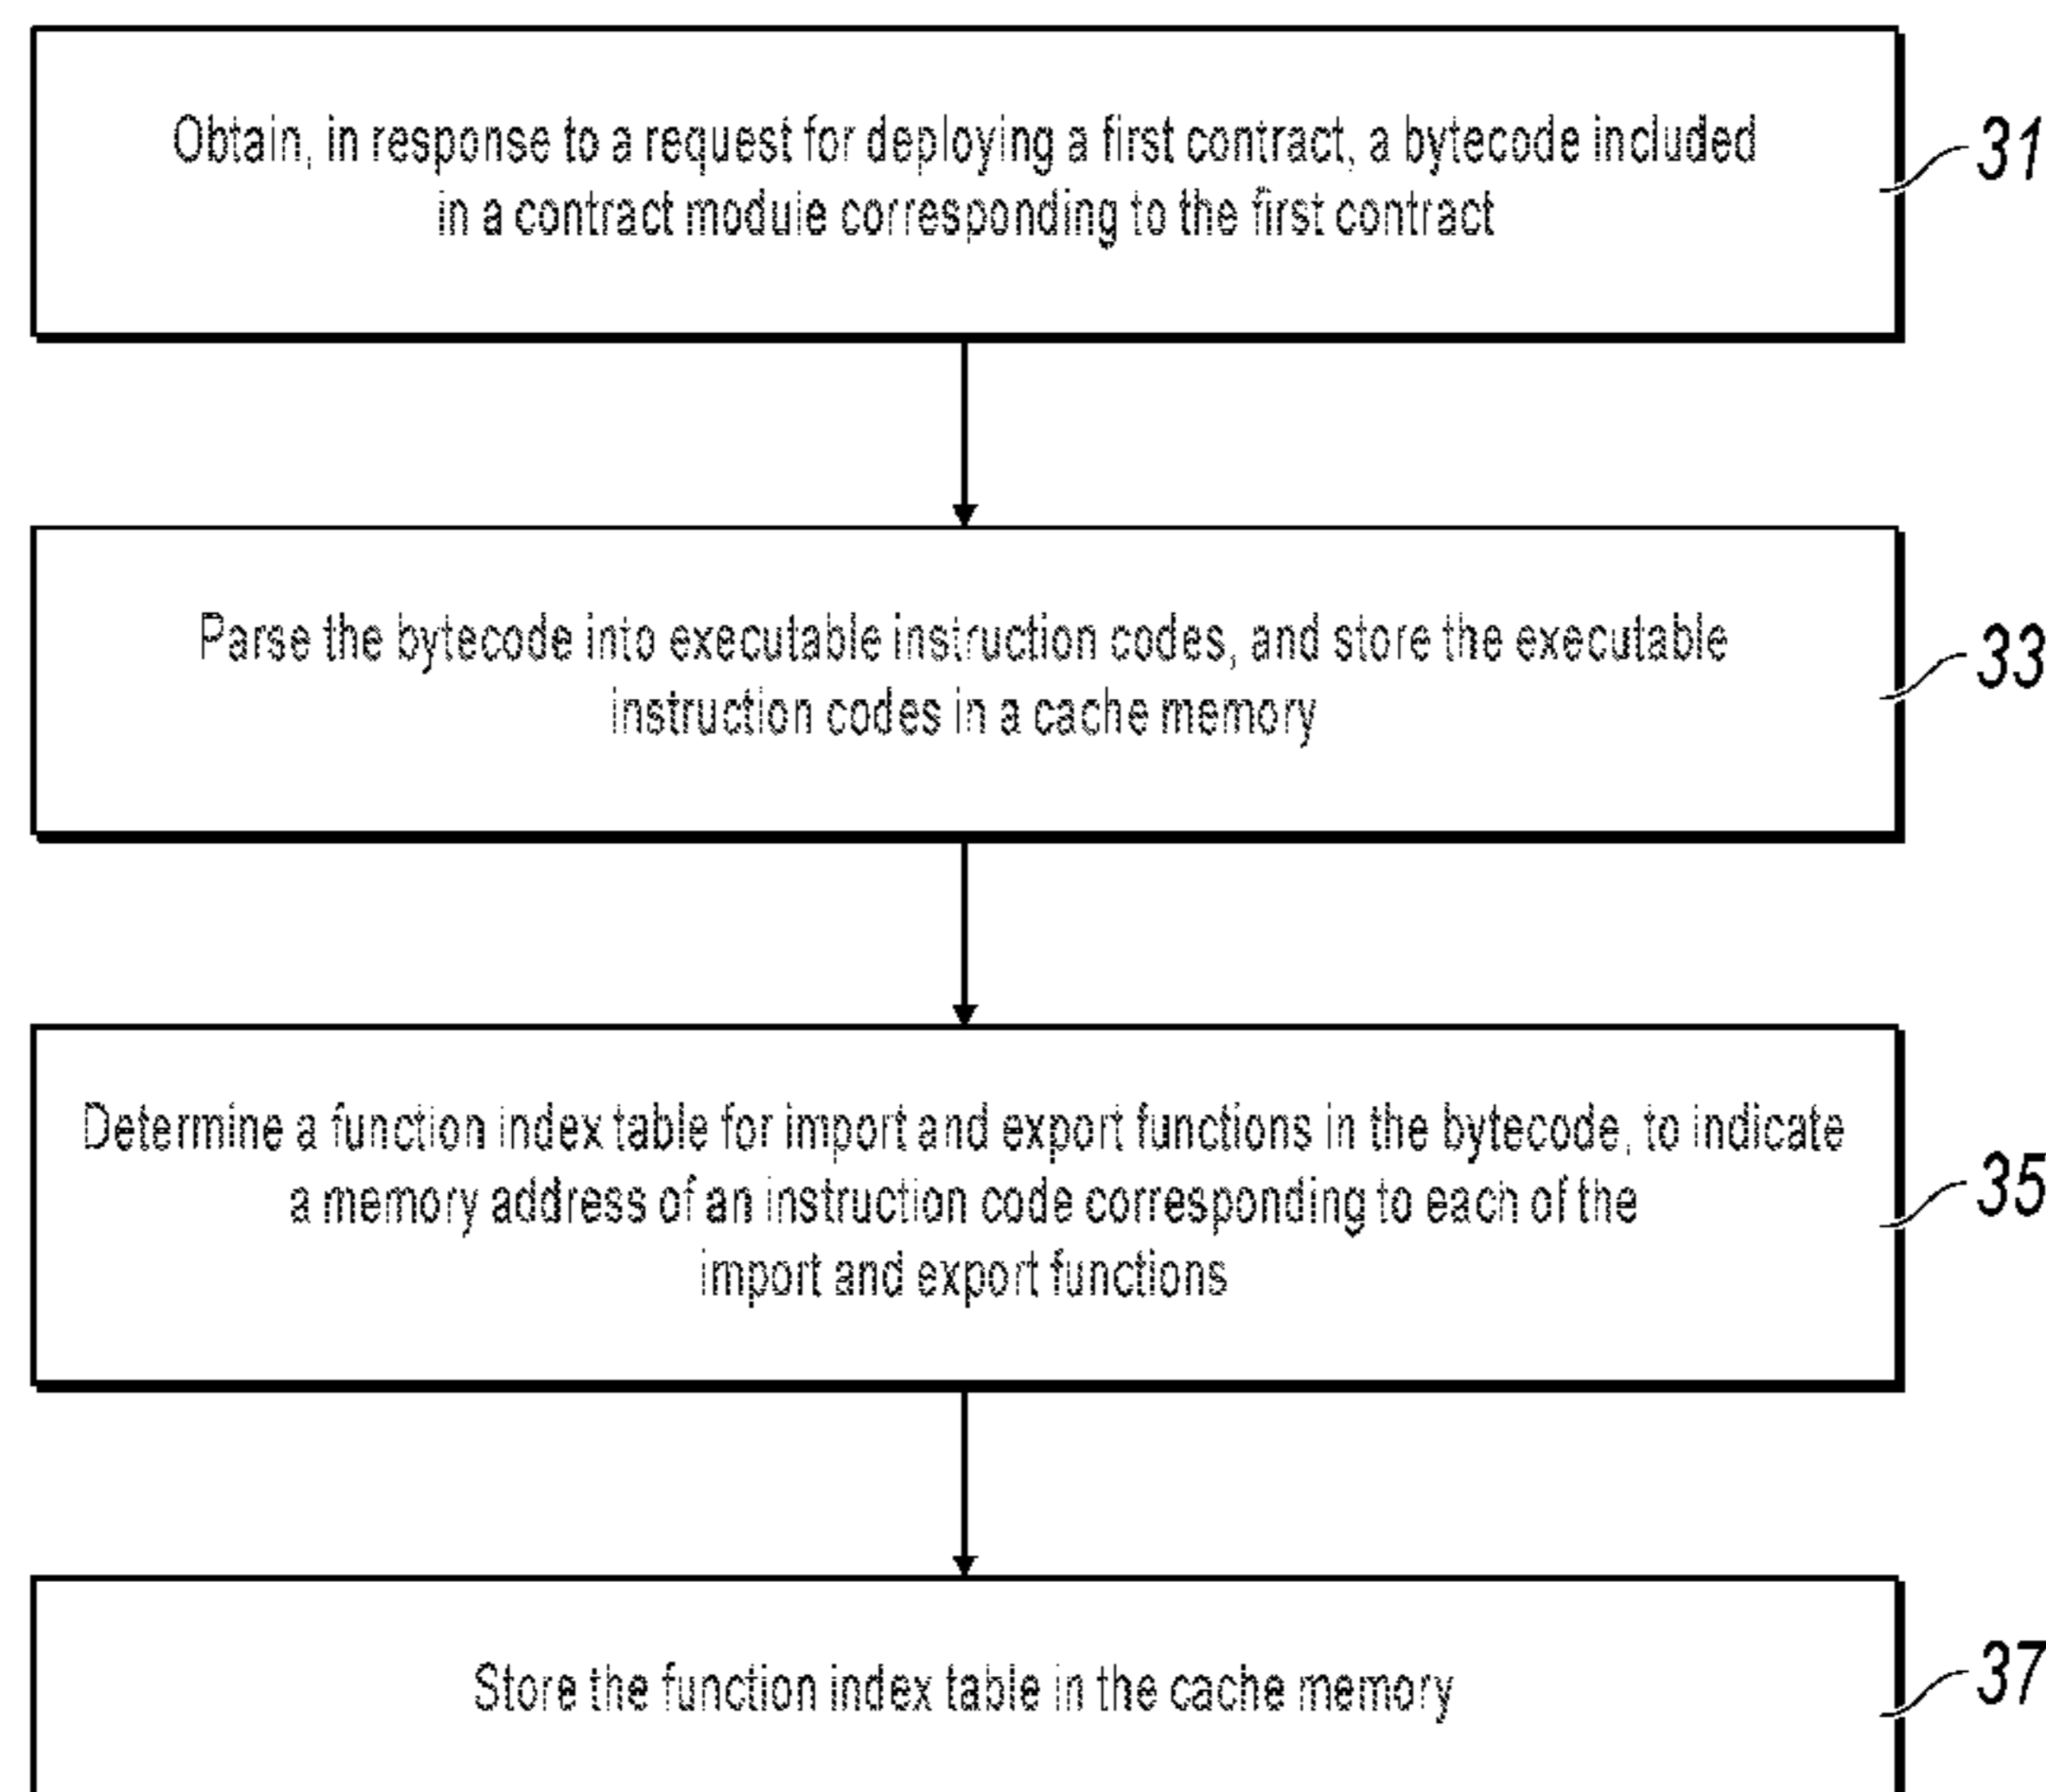 Obtain, in response to a request for deploying a first contract, a bytecode included
in a contract module corresponding to the first contract
31
Parse the bytecode into executable instruction codes, and store the executable
instruction codes in a cache memory
33
Determine a function index table for import and export functions in the bytecode, to indicate
a memory address of an instruction code corresponding to each of the
import and export functions
35
Store the function index table in the cache memory
37